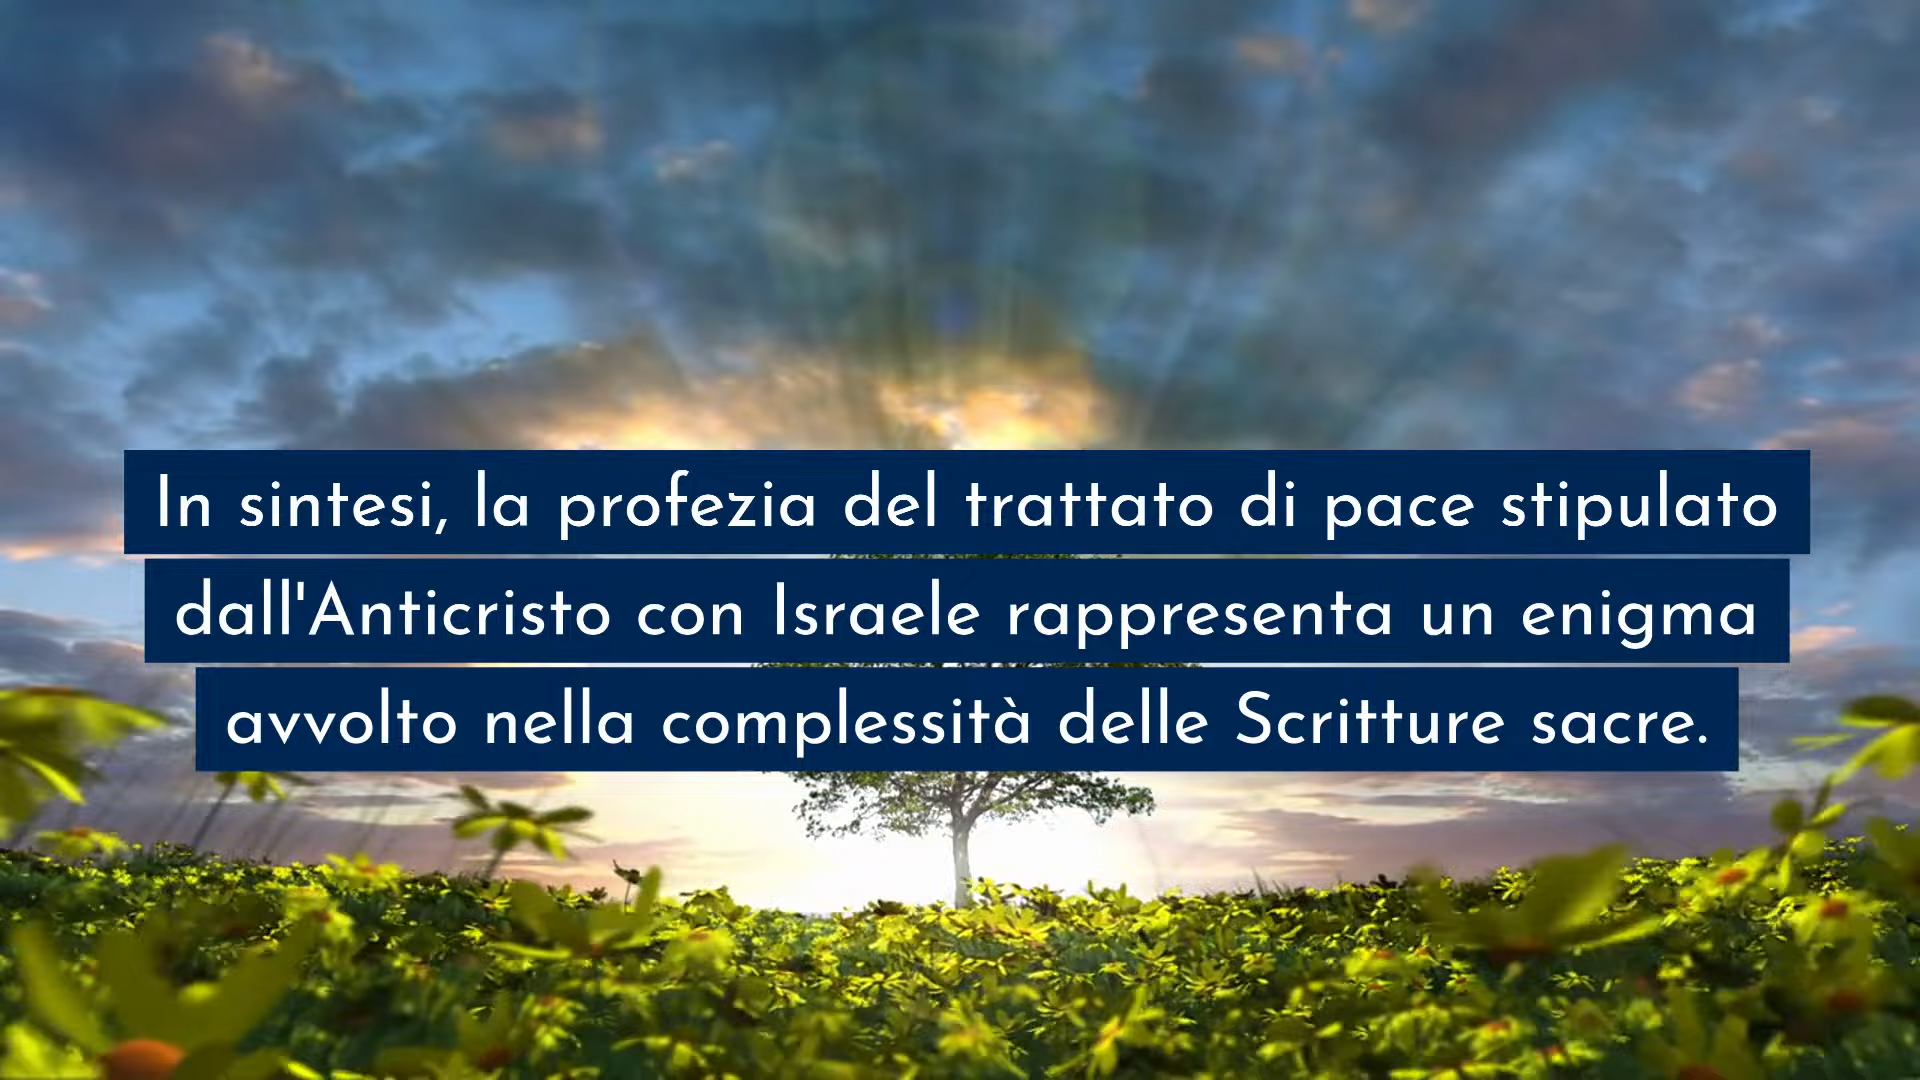 In sintesi, la profezia del trattato di pace stipulato
dall'Anticristo con Israele rappresenta un enigma
avvolto nella complessità delle Scritture sacre.